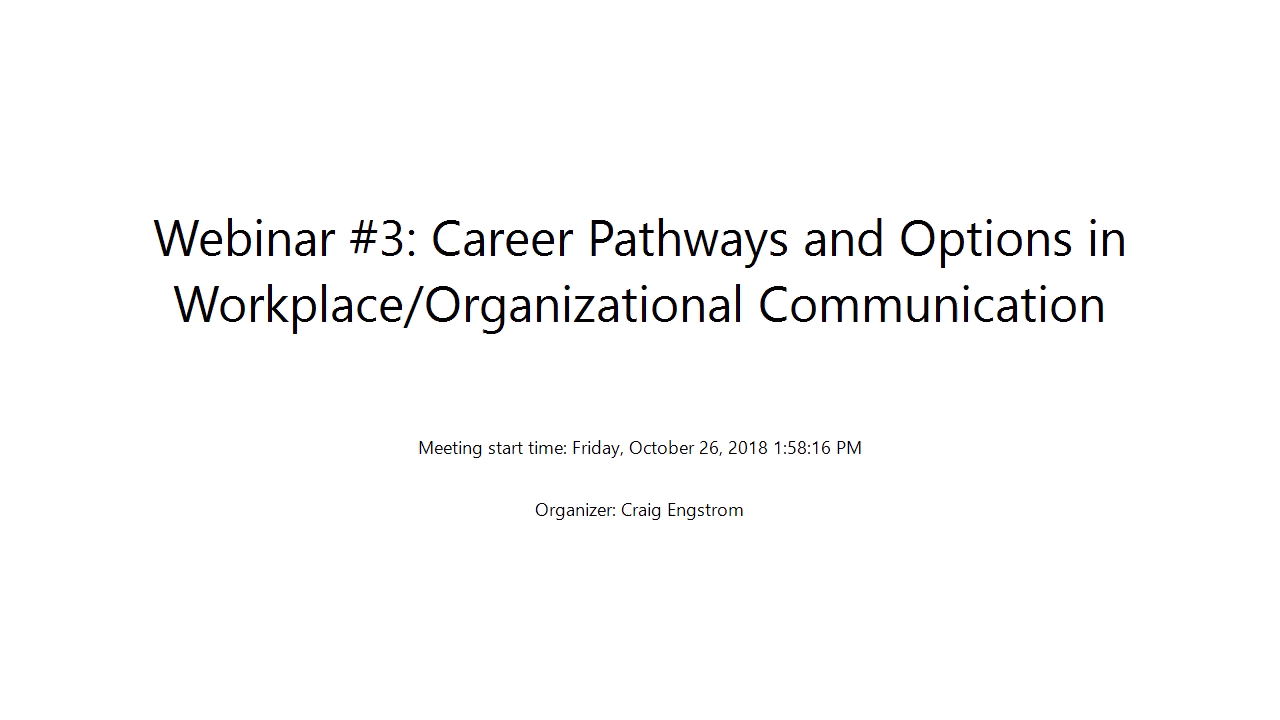 Webinar #3: Career Pathways and Options in
Workplace/Organizational Communication
Meeting start time: Friday, October 26, 2018 1:58:16 PM
Organizer: Craig Engstrom